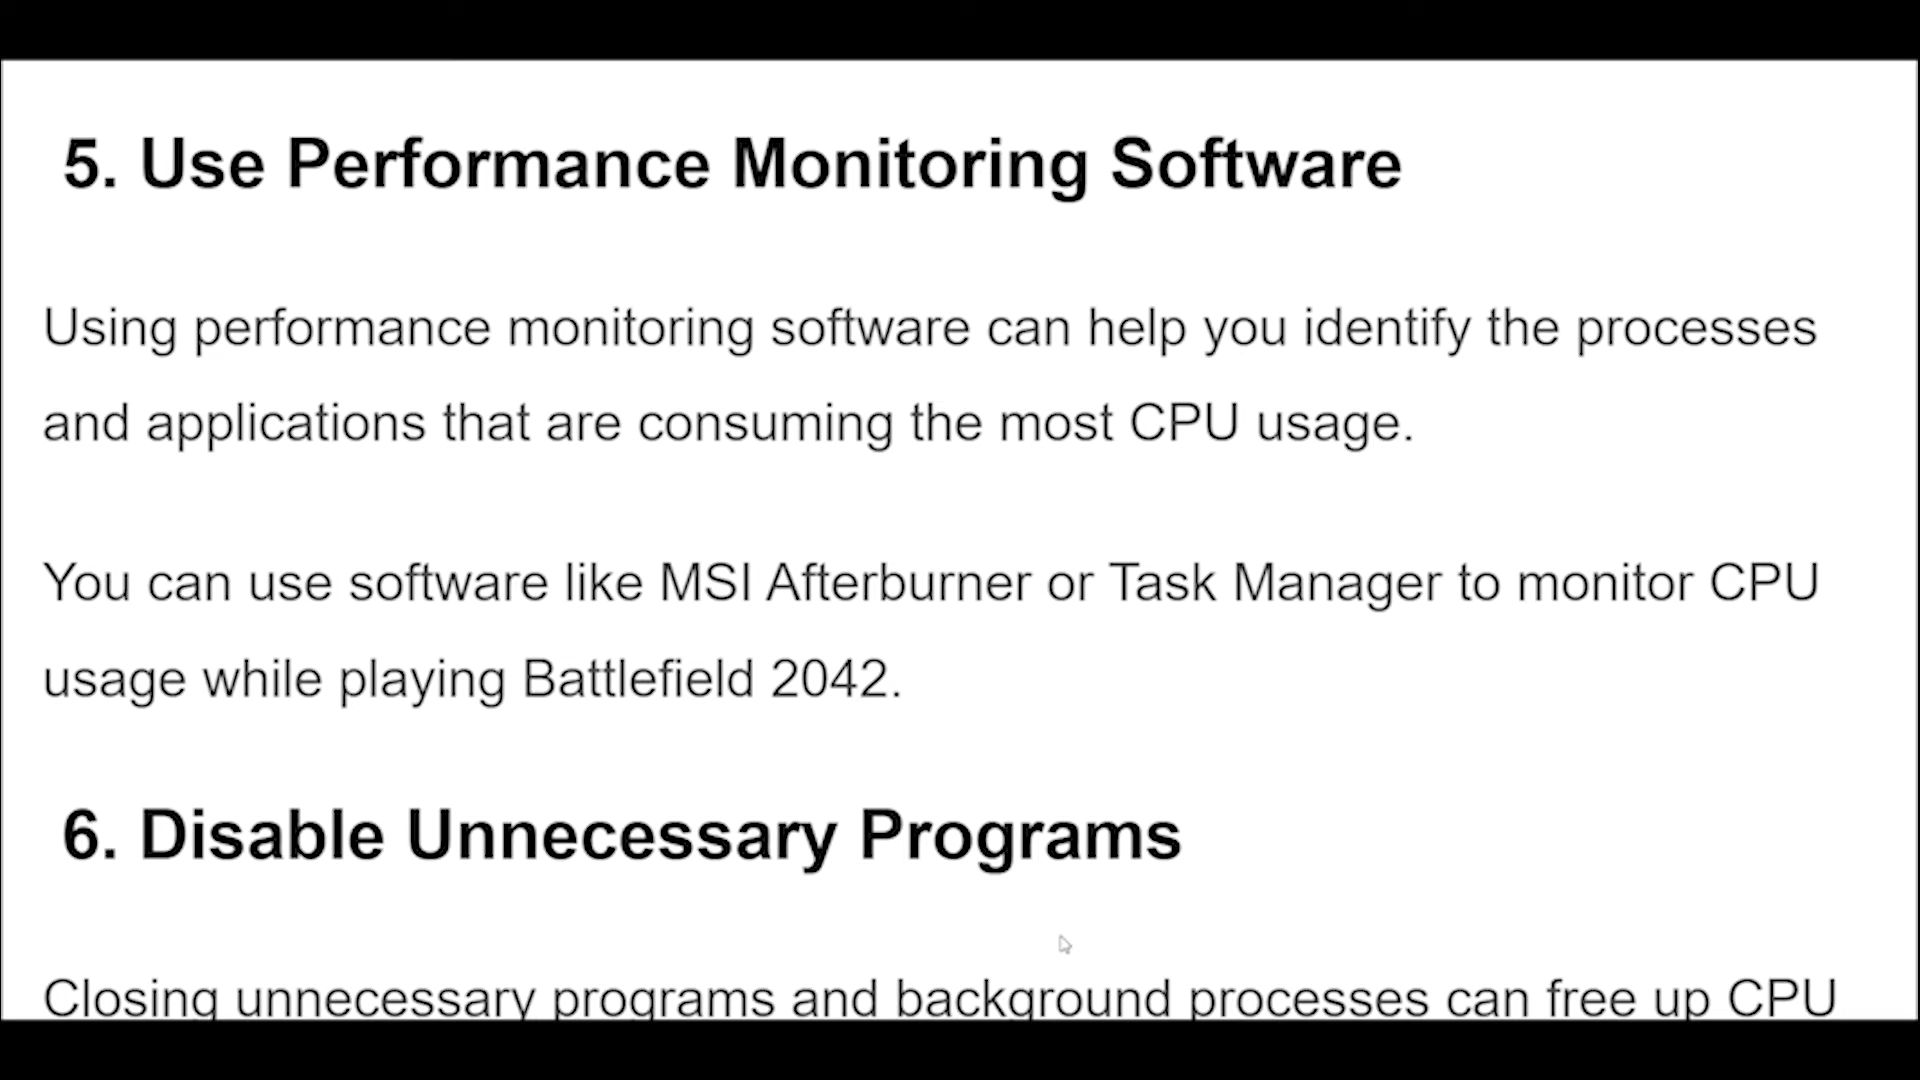 5. Use Performance Monitoring Software
Using performance monitoring software can help you identify the processes
and applications that are consuming the most CPU usage.
You can use software like MSI Afterburner or Task Manager to monitor CPU
usage while playing Battlefield 2042.
6. Disable Unnecessary Programs
Closing unnecessary programs and background processes can free up CPU